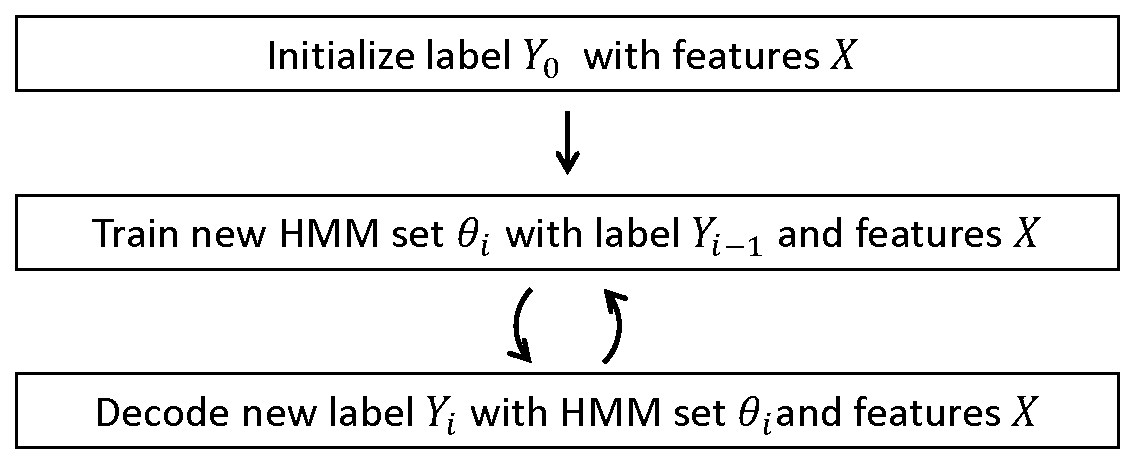 Initialize label Y₀ with features X
Train new HMM set θᵢ with label Yᵢ₋₁ and features X
Decode new label Yᵢ with HMM set θᵢ and features X